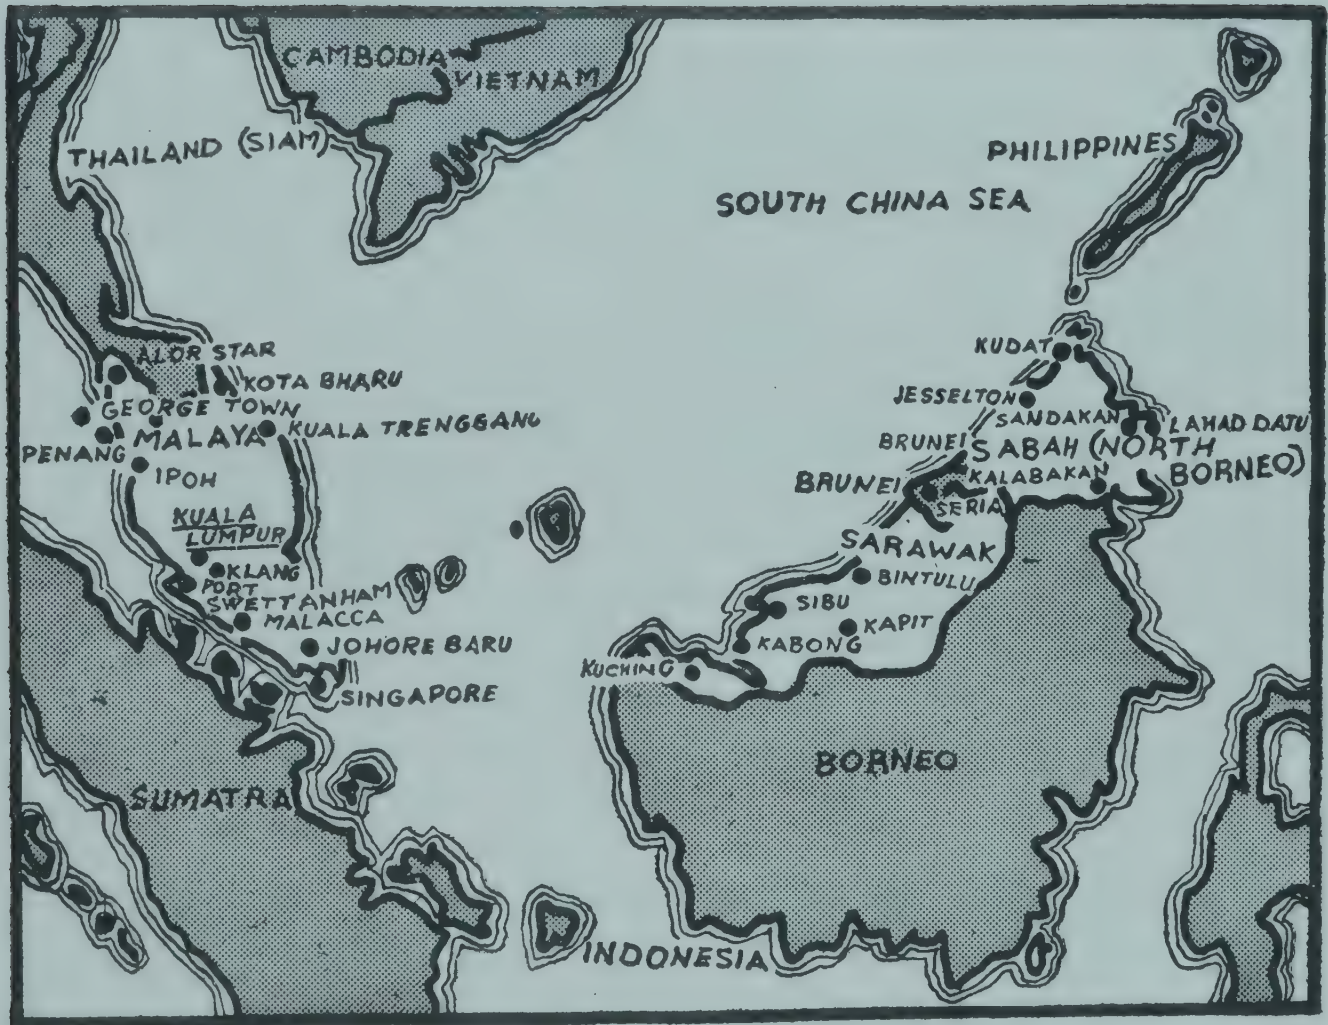 CAMBODIA
VIETNAM
THAILAND (SIAM)
PHILIPPINES
SOUTH CHINA SEA
ALOR STAR
KOTA BHARU
GEORGE TOWN
KUALA TRENGGANU
MALAYA
PENANG
IPOH
KUALA
LUMPUR
KLANG
PORT
SWETTANHAM
MALACCA
JOHORE BARU
SINGAPORE
SUMATRA
KUDAT
JESSELTON
SANDAKAN
LAHAD DATU
BRUNEI
SABAH (NORTH
BORNEO)
KALABAKAN
BRUNEI
SERIA
SARAWAK
BINTULU
SIBU
KAPIT
KABONG
KUCHING
BORNEO
INDONESIA